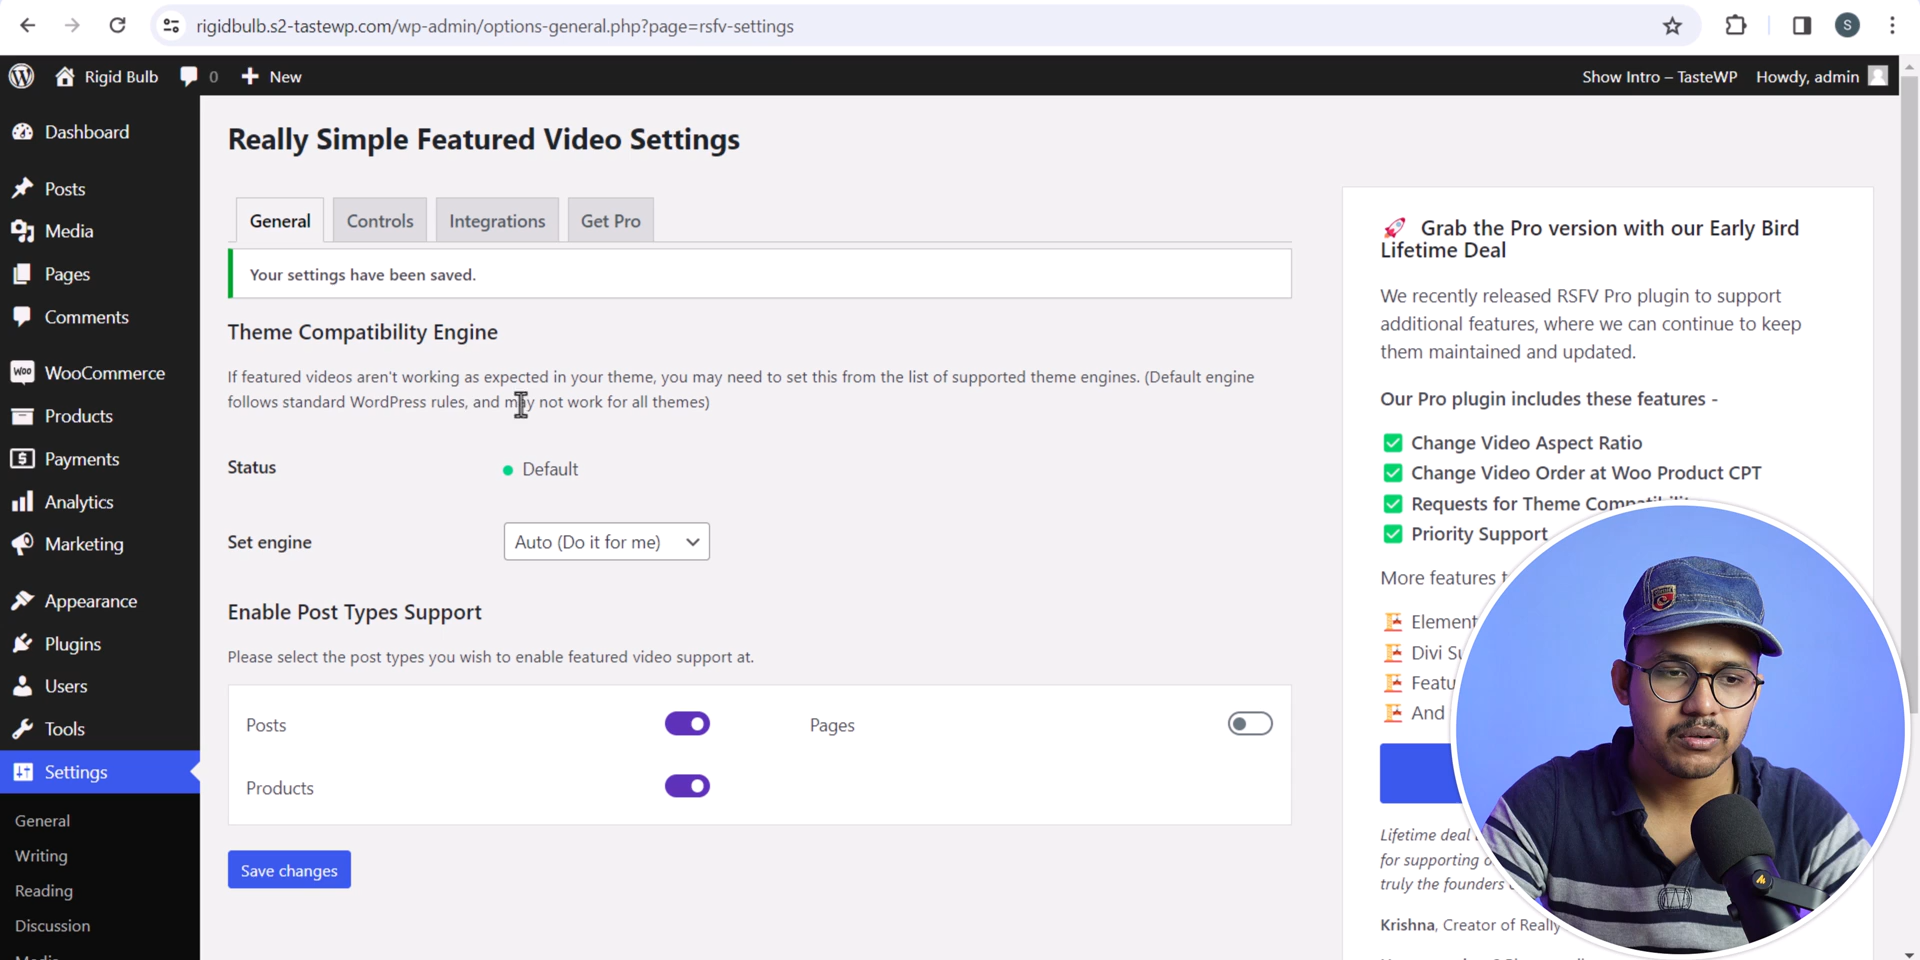 rigidbulb.s2-tastewp.com/wp-admin/options-general.php?page=rsfv-settings
S
Rigid Bulb
0
New
Show Intro – TasteWP
Howdy, admin
Dashboard
Posts
Media
Pages
Comments
WooCommerce
Products
Payments
Analytics
Marketing
Appearance
Plugins
Users
Tools
Settings
General
Writing
Reading
Discussion
Really Simple Featured Video Settings
General
Controls
Integrations
Get Pro
Your settings have been saved.
Theme Compatibility Engine
If featured videos aren't working as expected in your theme, you may need to set this from the list of supported theme engines. (Default engine
follows standard WordPress rules, and may not work for all themes)
Status
Default
Set engine
Auto (Do it for me)
Enable Post Types Support
Please select the post types you wish to enable featured video support at.
Posts
Pages
Products
Save changes
Grab the Pro version with our Early Bird
Lifetime Deal
We recently released RSFV Pro plugin to support
additional features, where we can continue to keep
them maintained and updated.
Our Pro plugin includes these features -
Change Video Aspect Ratio
Change Video Order at Woo Product CPT
Requests for Theme
Priority Support
More features
Divi
And
Lifetime deal
for supporting
truly the founders
Krishna, Creator of Really